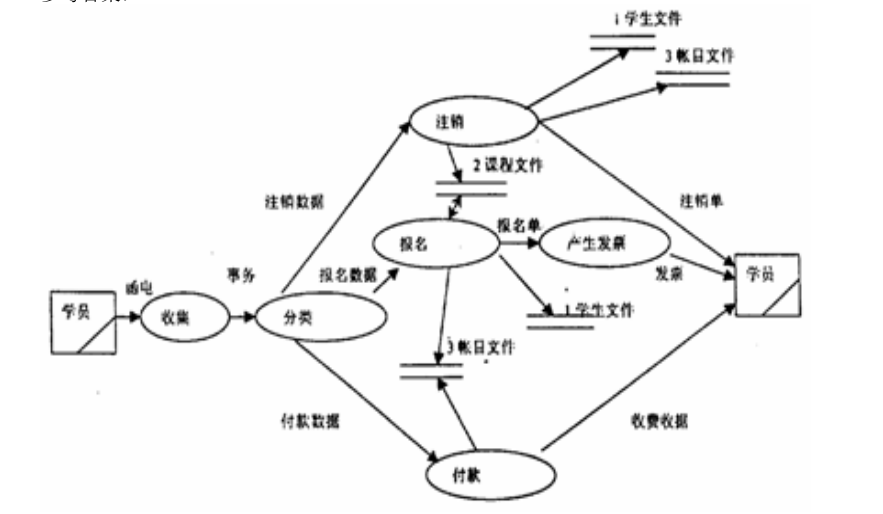 1 学生文件
3 帐目文件
注销
2 课程文件
注销数据
注销单
报名单
报名
产生发票
报名数据
发票
学员
函电
事务
学员
收集
分类
1 学生文件
3 帐目文件
付款数据
收费收据
付款